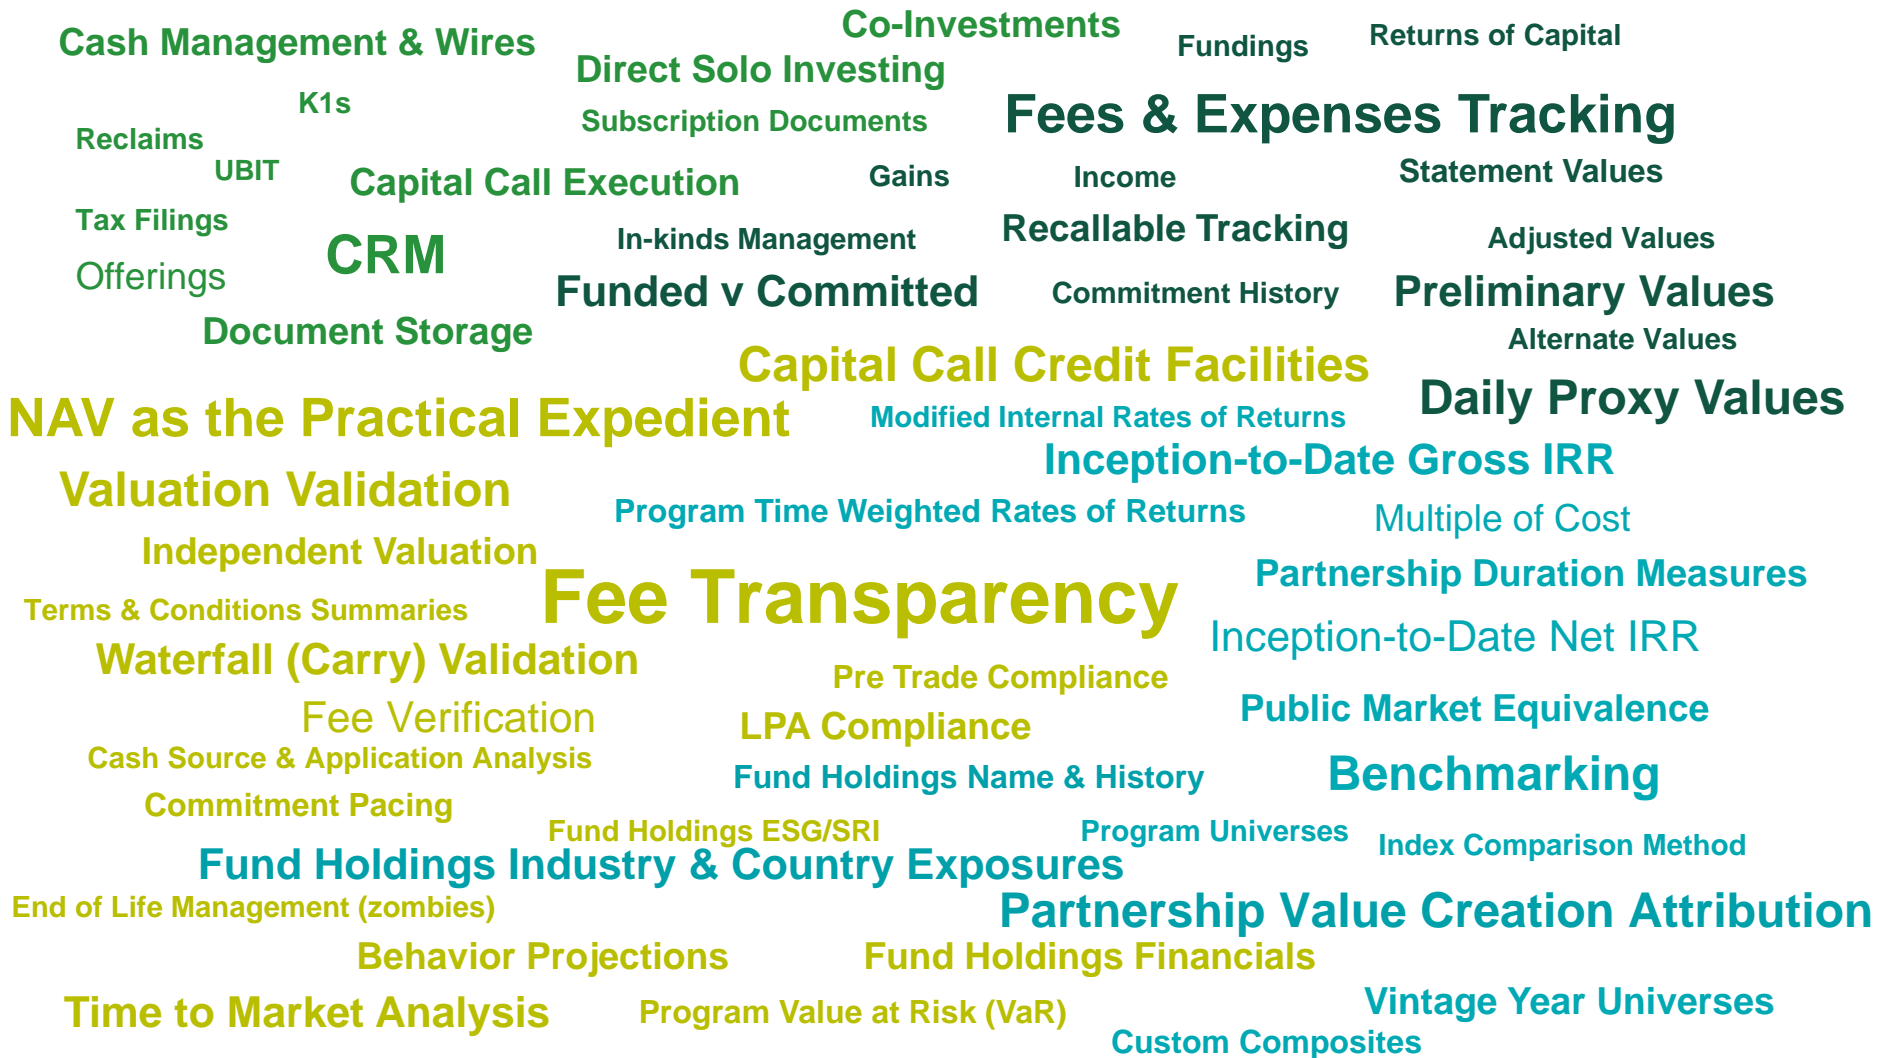 Co-Investments
Cash Management & Wires
Fundings
Returns of Capital
Direct Solo Investing
K1s
Subscription Documents
Fees & Expenses Tracking
Reclaims
UBIT
Capital Call Execution
Gains
Income
Statement Values
Tax Filings
CRM
In-kinds Management
Recallable Tracking
Adjusted Values
Offerings
Funded v Committed
Commitment History
Preliminary Values
Document Storage
Alternate Values
Capital Call Credit Facilities
Daily Proxy Values
NAV as the Practical Expedient
Modified Internal Rates of Returns
Inception-to-Date Gross IRR
Valuation Validation
Program Time Weighted Rates of Returns
Multiple of Cost
Independent Valuation
Partnership Duration Measures
Fee Transparency
Terms & Conditions Summaries
Inception-to-Date Net IRR
Waterfall (Carry) Validation
Pre Trade Compliance
Public Market Equivalence
Fee Verification
LPA Compliance
Cash Source & Application Analysis
Fund Holdings Name & History
Benchmarking
Commitment Pacing
Fund Holdings ESG/SRI
Program Universes
Index Comparison Method
Fund Holdings Industry & Country Exposures
End of Life Management (zombies)
Partnership Value Creation Attribution
Behavior Projections
Fund Holdings Financials
Time to Market Analysis
Program Value at Risk (VaR)
Vintage Year Universes
Custom Composites